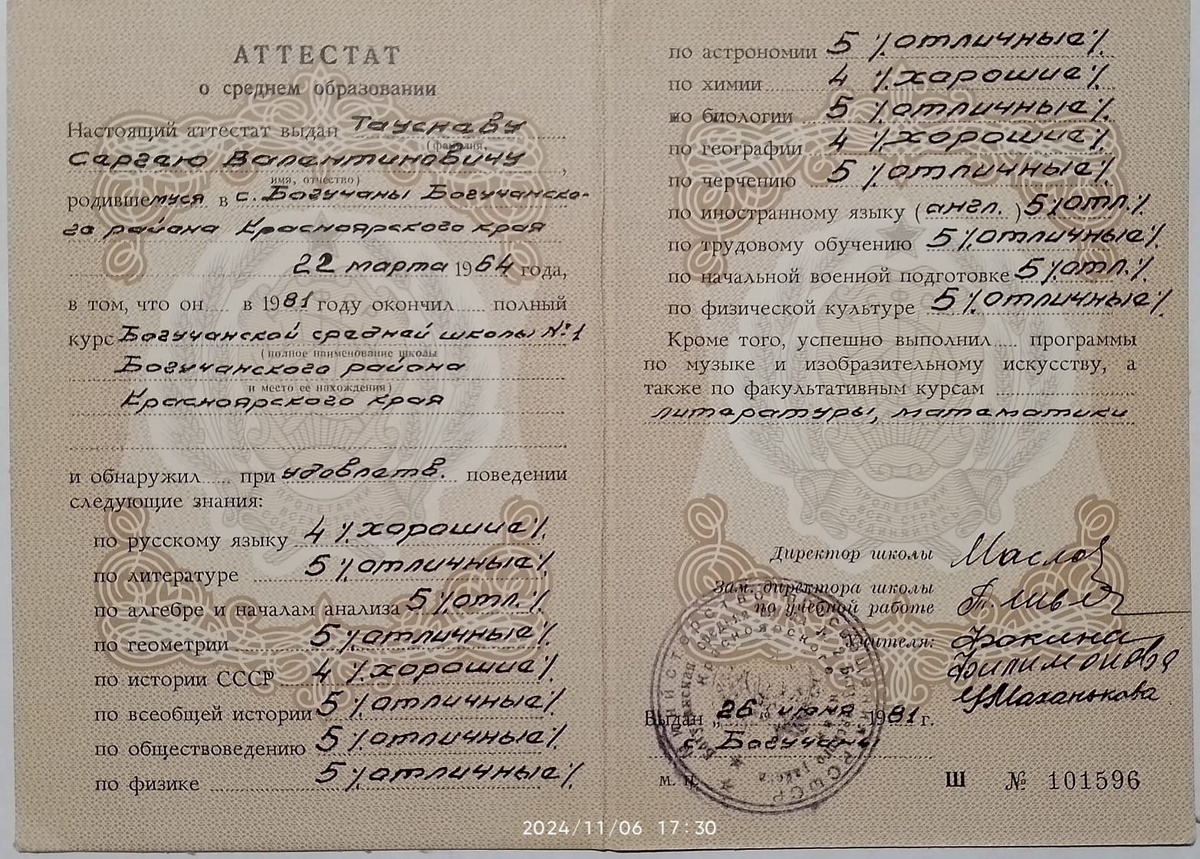 АТТЕСТАТ
о среднем образовании
Настоящий аттестат выдан Тауснаву
(фамилия,
Сергею Валентиновичу,
имя, отчество)
родившемуся в с. Богучаны Богучанско-
го района Красноярского края
22 марта 1964 года,
в том, что он в 1981 году окончил полный
курс Богучанской средней школы №1
(полное наименование школы
Богучанского района
и место ее нахождения)
Красноярского края
и обнаружил при удовлетв. поведении
следующие знания:
по русскому языку 4 /хорошие/
по литературе 5 /отличные/
по алгебре и началам анализа 5 /отл./
по геометрии 5 /отличные/
по истории СССР 4 /хорошие/
по всеобщей истории 5 /отличные/
по обществоведению 5 /отличные/
по физике 5 /отличные/
по астрономии 5 /отличные/
по химии 4 /хорошие/
по биологии 5 /отличные/
по географии 4 /хорошие/
по черчению 5 /отличные/
по иностранному языку (англ.) 5 /отл./
по трудовому обучению 5 /отличные/
по начальной военной подготовке 5 /отл./
по физической культуре 5 /отличные/
Кроме того, успешно выполнил программы
по музыке и изобразительному искусству, а
также по факультативным курсам
литературы, математики
Директор школы Маслов
Зам. директора школы
по учебной работе
Учителя: Фокина
Филимонова
Маханькова
Выдан „26 июня 1981 г.
с. Богучаны
м. п.
Ш № 101596
2024/11/06 17:30